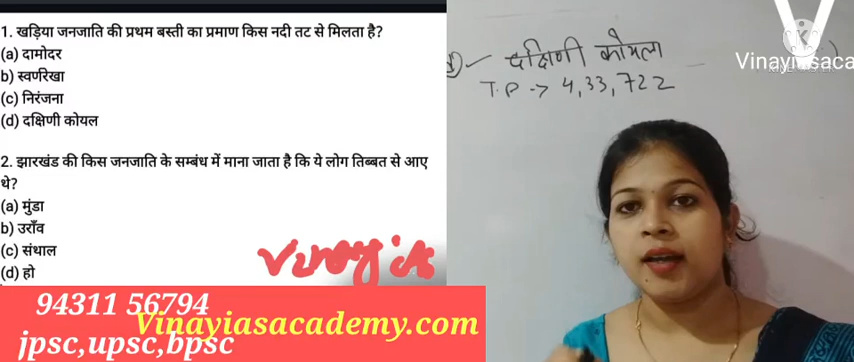 1. खड़िया जनजाति की प्रथम बस्ती का प्रमाण किस नदी तट से मिलता है?
(a) दामोदर
b) स्वर्णरेखा
(c) निरंजना
(d) दक्षिणी कोयल
2. झारखंड की किस जनजाति के सम्बंध में माना जाता है कि ये लोग तिब्बत से आए
थे?
(a) मुंडा
b) उराँव
(c) संथाल
(d) हो
94311 56794
Vinayiasacademy.com
jpsc,upsc,bpsc
दक्षिणी कोयल
T.P → 4,33,722
Vinayiasaca